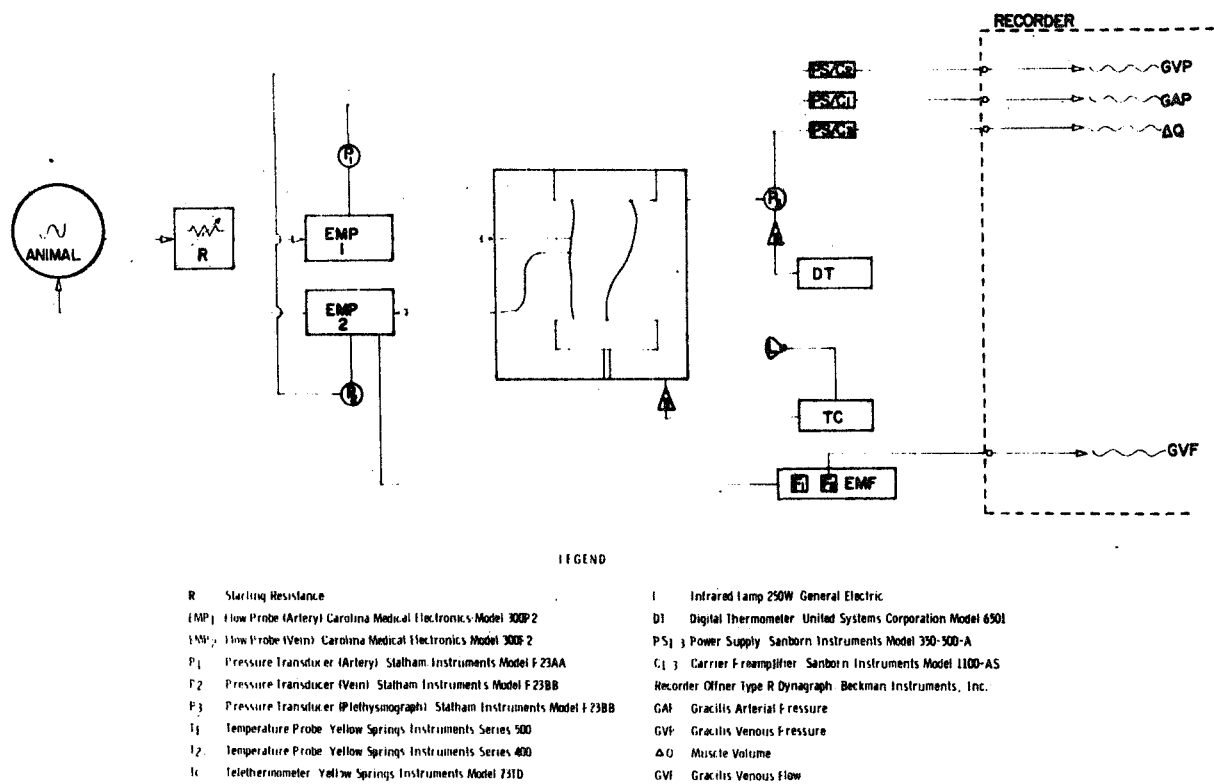 RECORDER
PS/C2 GVP
PS/C1 GAP
PS/C3 ΔQ
P1
P3
ANIMAL
R
EMP
1
DT
EMP
2
P2
L
TC
GVF
F1 F2 EMF
LEGEND
R Starling Resistance
EMP1 Flow Probe (Artery) Carolina Medical Electronics Model 300P2
EMP2 Flow Probe (Vein) Carolina Medical Electronics Model 300F2
P1 Pressure Transducer (Artery) Statham Instruments Model P23AA
P2 Pressure Transducer (Vein) Statham Instruments Model P23BB
P3 Pressure Transducer (Plethysmograph) Statham Instruments Model P23BB
T1 Temperature Probe Yellow Springs Instruments Series 500
T2 Temperature Probe Yellow Springs Instruments Series 400
Tc Telethermometer Yellow Springs Instruments Model 73TD
L Infrared Lamp 250W General Electric
DT Digital Thermometer United Systems Corporation Model 6501
PS1-3 Power Supply Sanborn Instruments Model 350-500-A
C1-3 Carrier Preamplifier Sanborn Instruments Model 1100-AS
Recorder Offner Type R Dynagraph Beckman Instruments, Inc.
GAP Gracilis Arterial Pressure
GVP Gracilis Venous Pressure
ΔQ Muscle Volume
GVF Gracilis Venous Flow